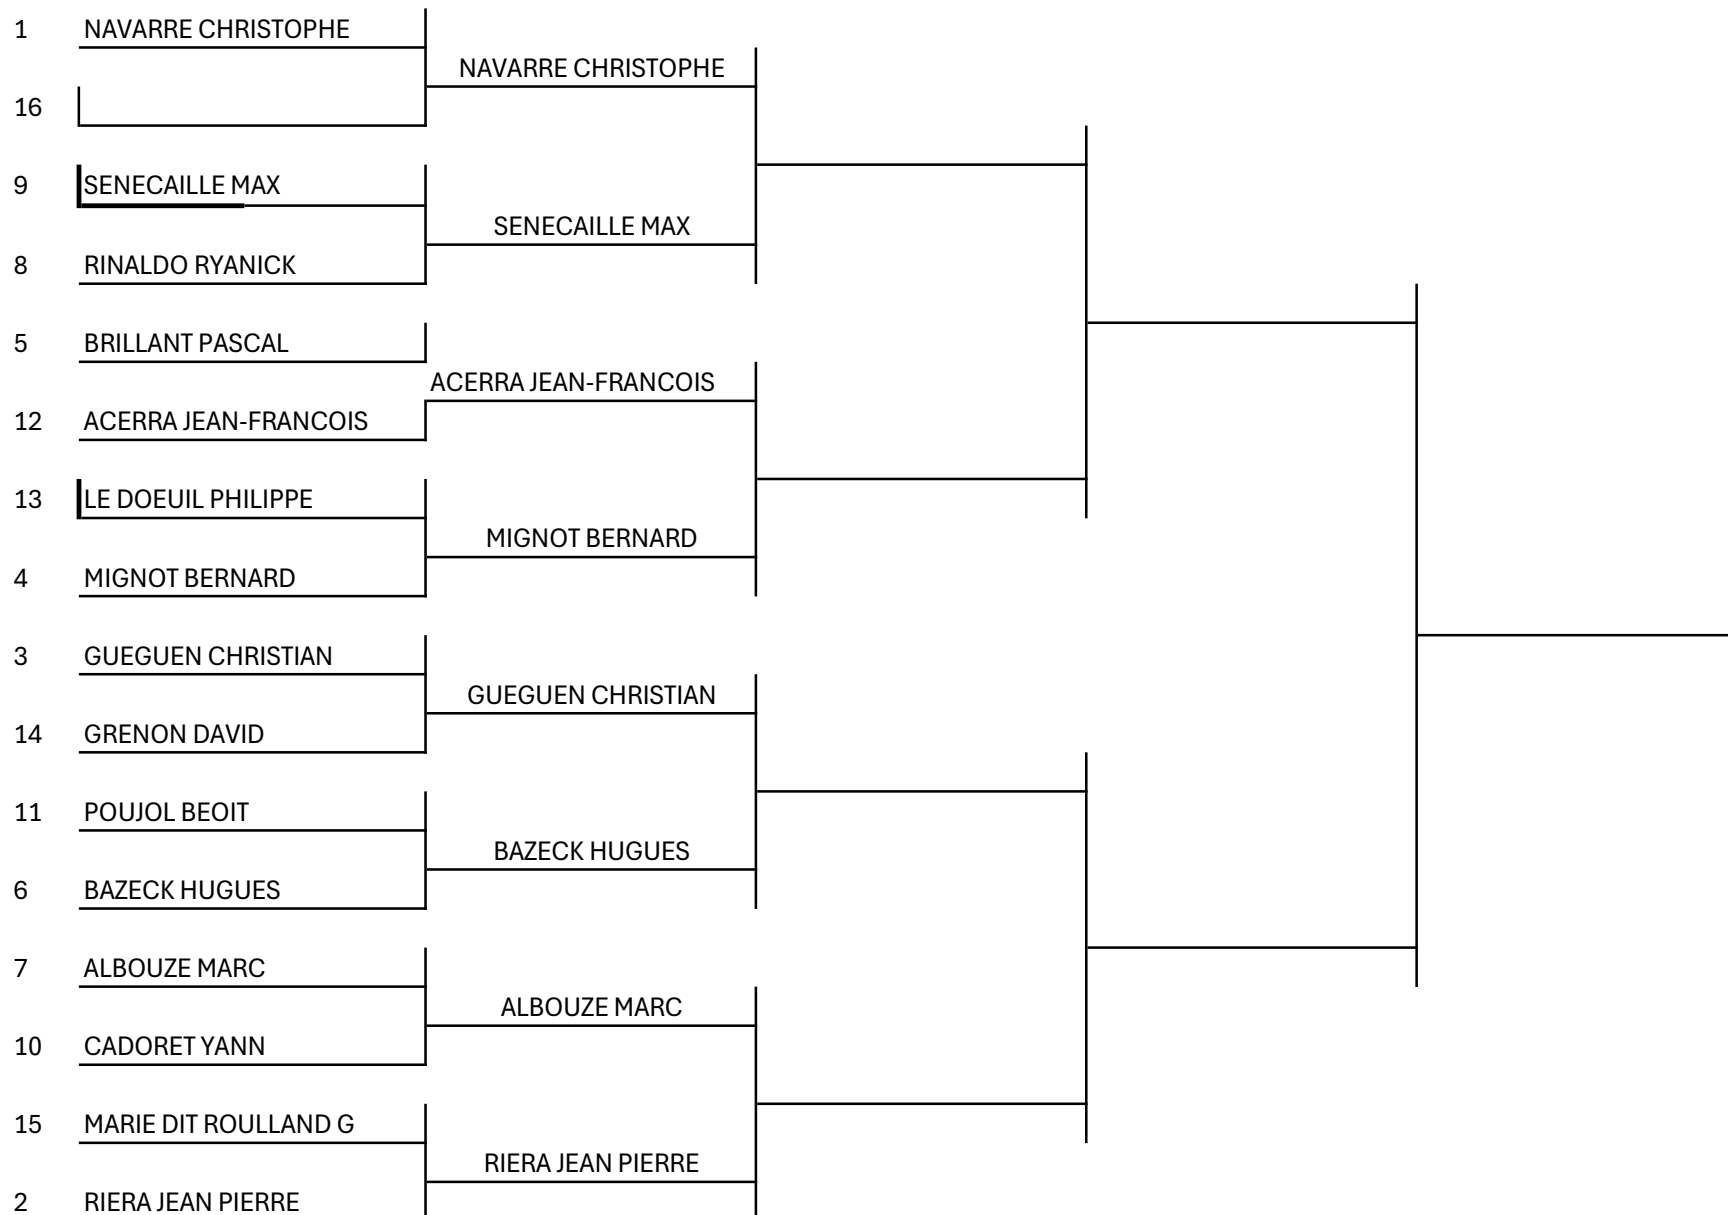 1 NAVARRE CHRISTOPHE
NAVARRE CHRISTOPHE
16
9 SENECAILLE MAX
SENECAILLE MAX
8 RINALDO RYANICK
5 BRILLANT PASCAL
ACERRA JEAN-FRANCOIS
12 ACERRA JEAN-FRANCOIS
13 LE DOEUIL PHILIPPE
MIGNOT BERNARD
4 MIGNOT BERNARD
3 GUEGUEN CHRISTIAN
GUEGUEN CHRISTIAN
14 GRENON DAVID
11 POUJOL BEOIT
BAZECK HUGUES
6 BAZECK HUGUES
7 ALBOUZE MARC
ALBOUZE MARC
10 CADORET YANN
15 MARIE DIT ROULLAND G
RIERA JEAN PIERRE
2 RIERA JEAN PIERRE